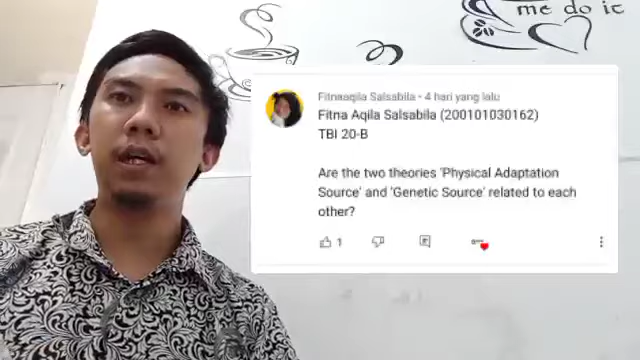 me do it
Fitnaaqila Salsabila • 4 hari yang lalu
Fitna Aqila Salsabila (200101030162)
TBI 20-B
Are the two theories 'Physical Adaptation
Source' and 'Genetic Source' related to each
other?
1